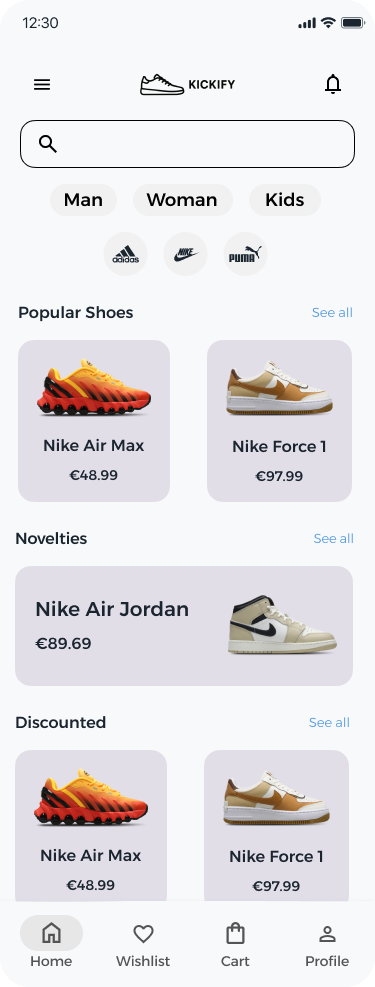 12:30
KICKIFY
Man Woman Kids
adidas NIKE PUMA
Popular Shoes See all
Nike Air Max Nike Force 1
€48.99 €97.99
Novelties See all
Nike Air Jordan
€89.69
Discounted See all
Nike Air Max Nike Force 1
€48.99 €97.99
Home Wishlist Cart Profile